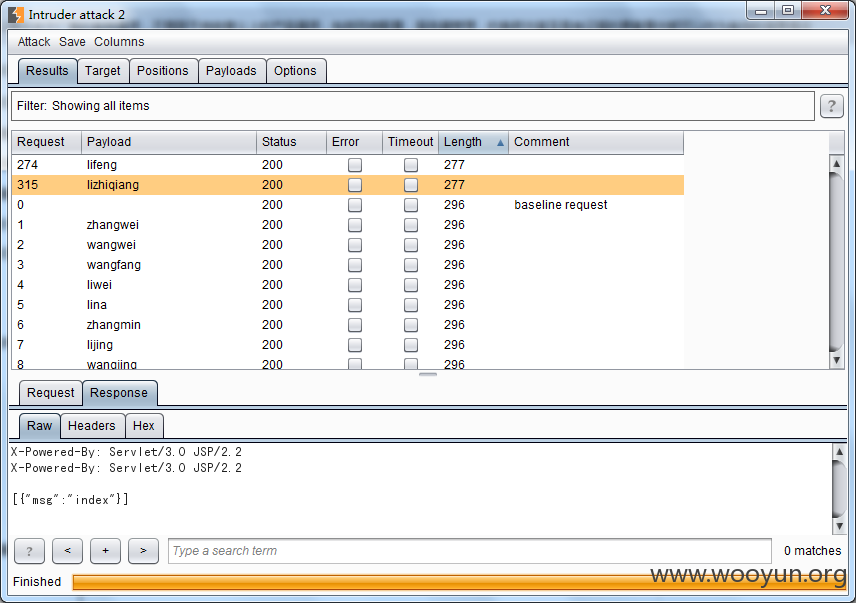 Intruder attack 2
Attack Save Columns
Results Target Positions Payloads Options
Filter: Showing all items ?
Request Payload Status Error Timeout Length Comment
274 lifeng 200 277
315 lizhiqiang 200 277
0 200 296 baseline request
1 zhangwei 200 296
2 wangwei 200 296
3 wangfang 200 296
4 liwei 200 296
5 lina 200 296
6 zhangmin 200 296
7 lijing 200 296
8 wangjing 200 296
Request Response
Raw Headers Hex
X-Powered-By: Servlet/3.0 JSP/2.2
X-Powered-By: Servlet/3.0 JSP/2.2
[{"msg":"index"}]
? < + > Type a search term 0 matches
Finished
www.wooyun.org